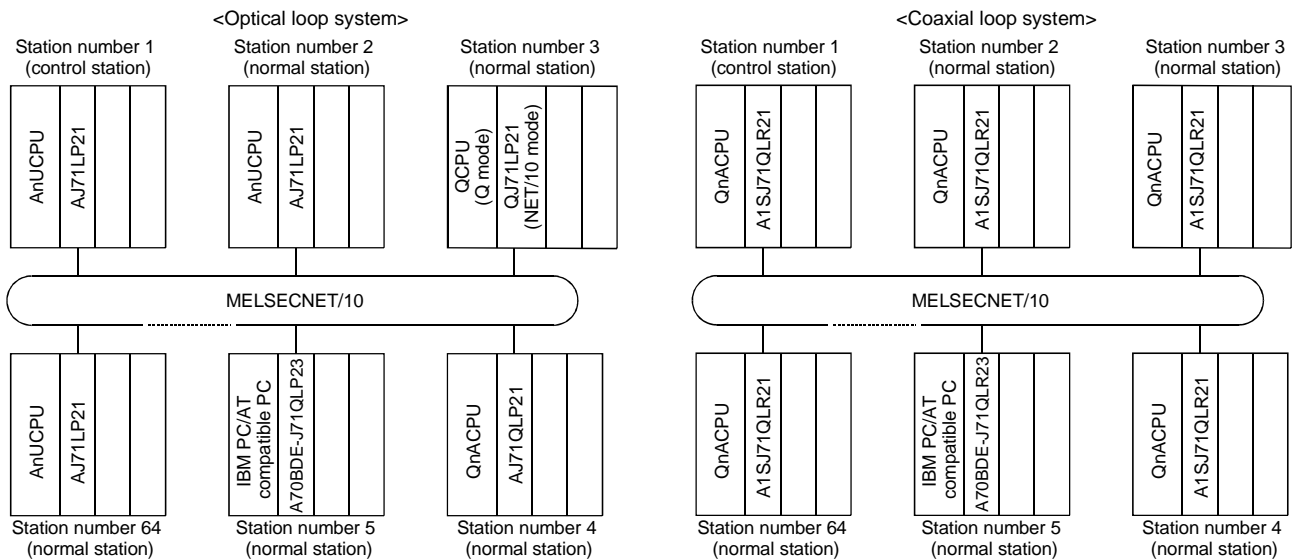 <Optical loop system>
Station number 1
(control station)
Station number 2
(normal station)
Station number 3
(normal station)
AnUCPU
AJ71LP21
AnUCPU
AJ71LP21
QCPU
(Q mode)
QJ71LP21
(NET/10 mode)
MELSECNET/10
AnUCPU
AJ71LP21
IBM PC/AT
compatible PC
A70BDE-J71QLP23
QnACPU
AJ71QLP21
Station number 64
(normal station)
Station number 5
(normal station)
Station number 4
(normal station)
<Coaxial loop system>
Station number 1
(control station)
Station number 2
(normal station)
Station number 3
(normal station)
QnACPU
A1SJ71QLR21
QnACPU
A1SJ71QLR21
QnACPU
A1SJ71QLR21
MELSECNET/10
QnACPU
A1SJ71QLR21
IBM PC/AT
compatible PC
A70BDE-J71QLR23
QnACPU
A1SJ71QLR21
Station number 64
(normal station)
Station number 5
(normal station)
Station number 4
(normal station)